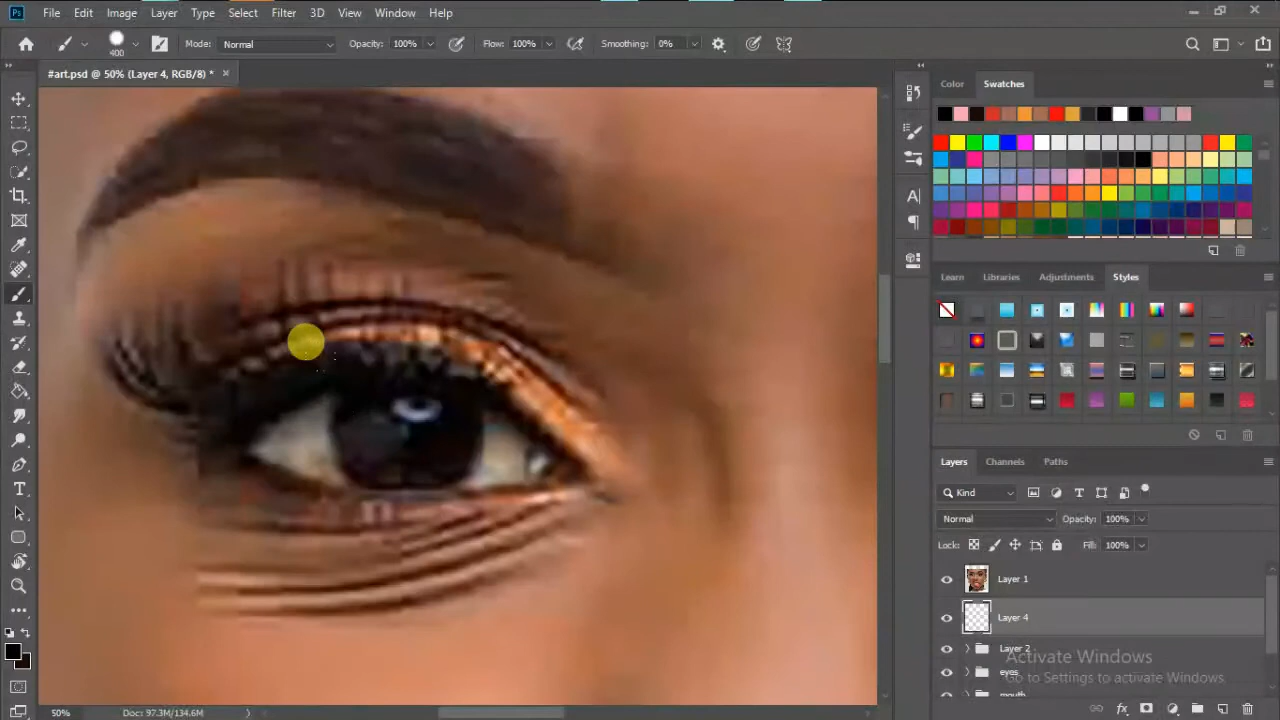 Ps File Edit Image Layer Type Select Filter 3D View Window Help
400 Mode: Normal Opacity: 100% Flow: 100% Smoothing: 0%
#art.psd @ 50% (Layer 4, RGB/8) *
Color Swatches
Learn Libraries Adjustments Styles
Layers Channels Paths
Kind
Normal Opacity: 100%
Lock: Fill: 100%
Layer 1
Layer 4
Layer 2
eyes
mouth
Activate Windows
Go to Settings to activate Windows.
50% Doc: 97.3M/134.6M